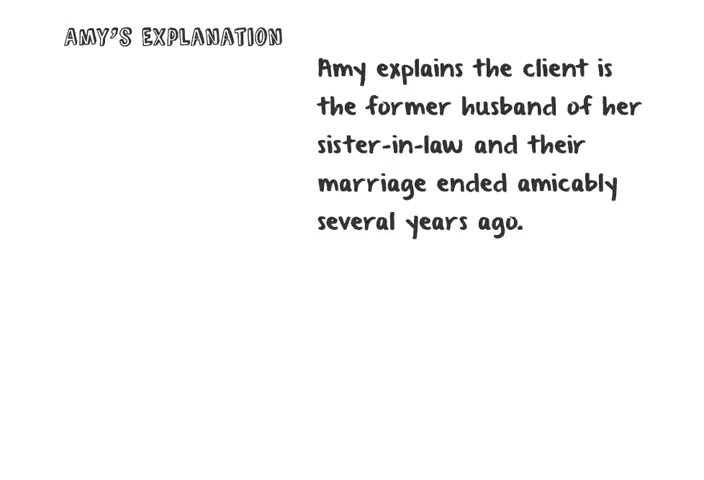 AMY'S EXPLANATION
Amy explains the client is
the former husband of her
sister-in-law and their
marriage ended amicably
several years ago.